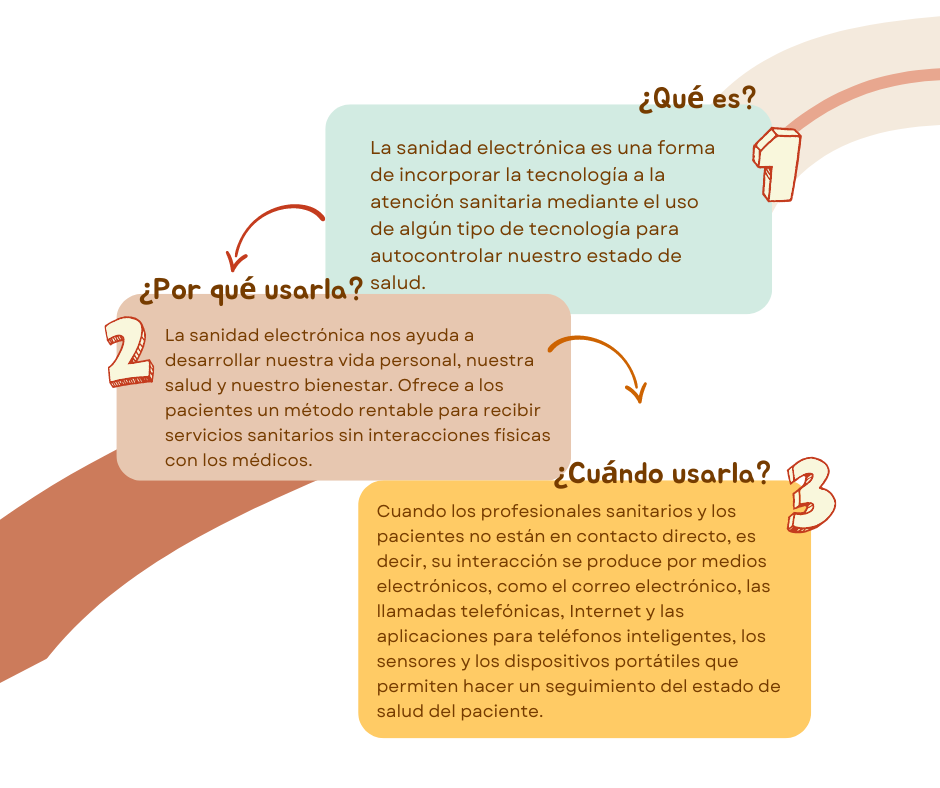 ¿Qué es?
1
La sanidad electrónica es una forma
de incorporar la tecnología a la
atención sanitaria mediante el uso
de algún tipo de tecnología para
autocontrolar nuestro estado de
salud.
¿Por qué usarla?
2
La sanidad electrónica nos ayuda a
desarrollar nuestra vida personal, nuestra
salud y nuestro bienestar. Ofrece a los
pacientes un método rentable para recibir
servicios sanitarios sin interacciones físicas
con los médicos.
¿Cuándo usarla?
3
Cuando los profesionales sanitarios y los
pacientes no están en contacto directo, es
decir, su interacción se produce por medios
electrónicos, como el correo electrónico, las
llamadas telefónicas, Internet y las
aplicaciones para teléfonos inteligentes, los
sensores y los dispositivos portátiles que
permiten hacer un seguimiento del estado de
salud del paciente.